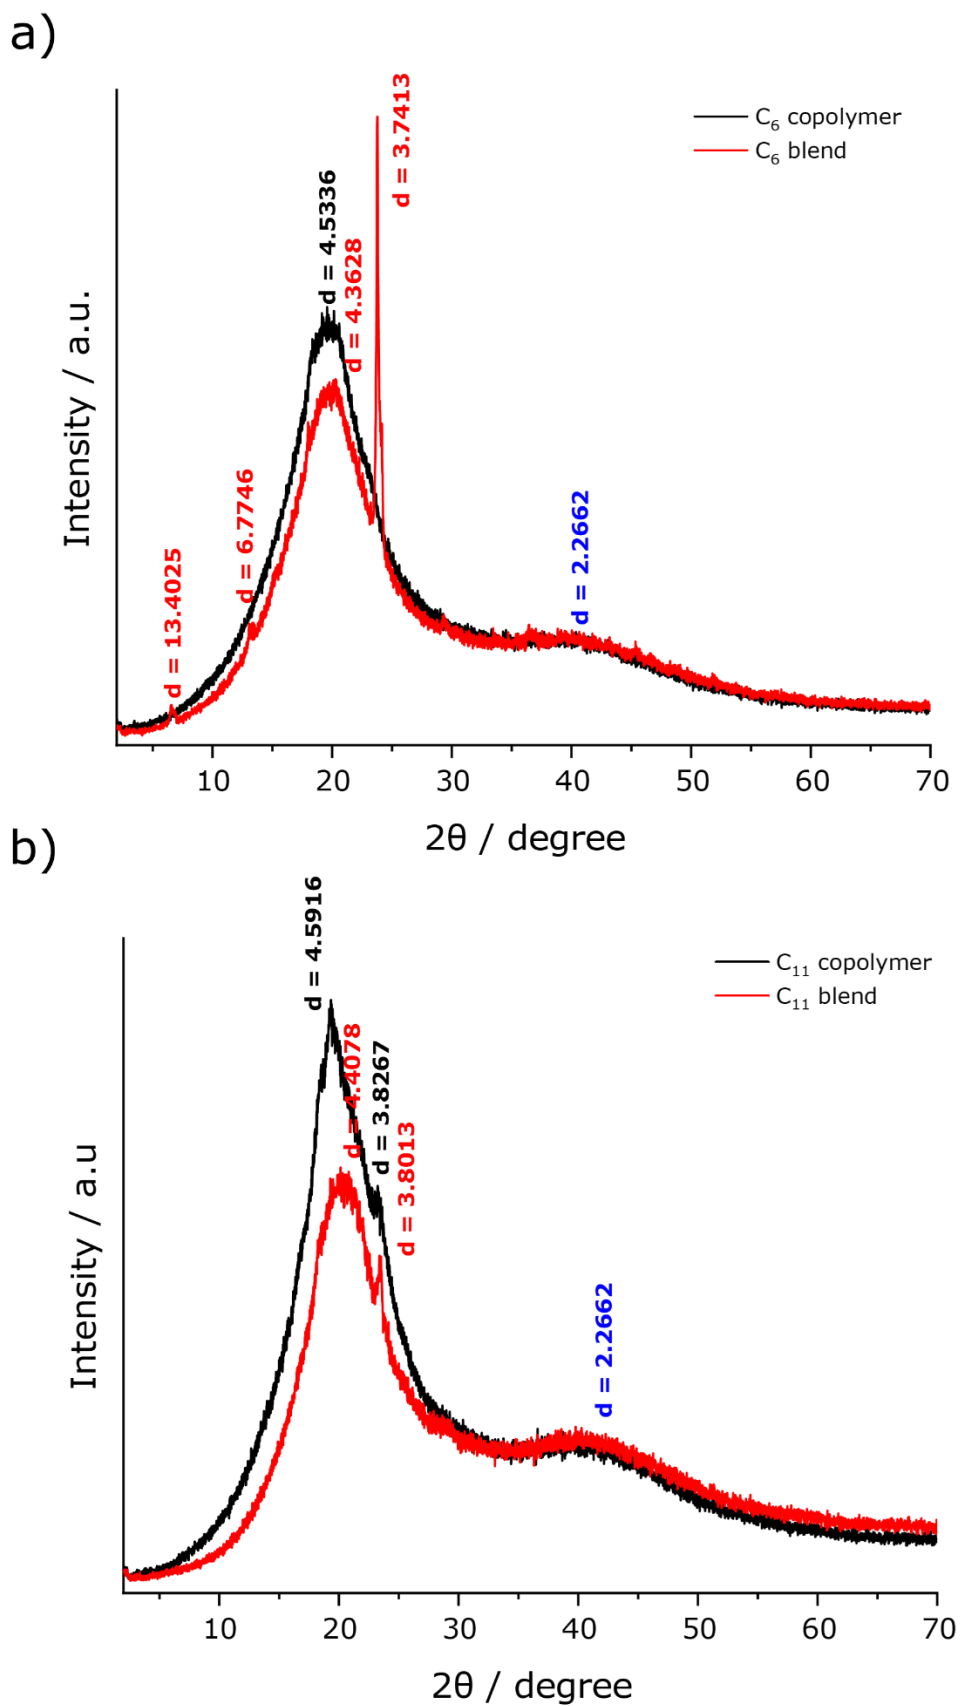 a)
C₆ copolymer
C₆ blend
d = 13.4025
d = 6.7746
d = 4.5336
d = 4.3628
d = 3.7413
d = 2.2662
Intensity / a.u.
10 20 30 40 50 60 70
2θ / degree
b)
C₁₁ copolymer
C₁₁ blend
d = 4.5916
d = 4.4078
d = 3.8267
d = 3.8013
d = 2.2662
Intensity / a.u
10 20 30 40 50 60 70
2θ / degree